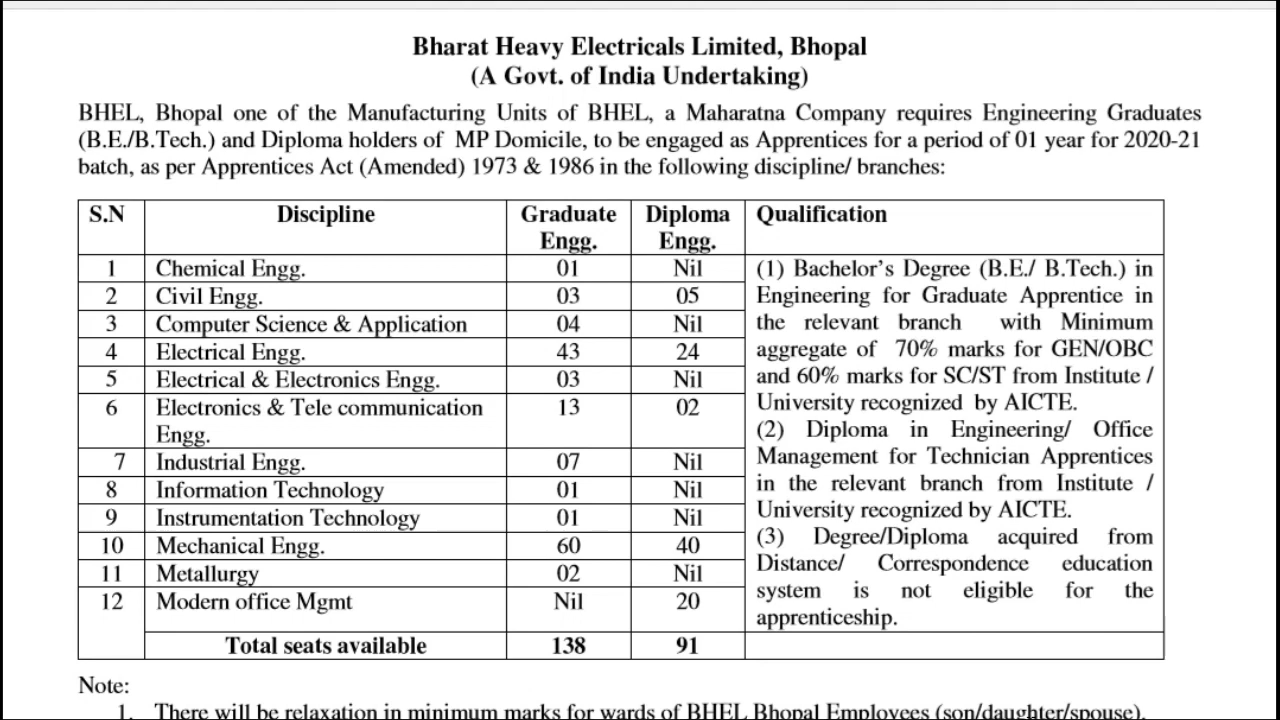 Bharat Heavy Electricals Limited, Bhopal
(A Govt. of India Undertaking)
BHEL, Bhopal one of the Manufacturing Units of BHEL, a Maharatna Company requires Engineering Graduates
(B.E./B.Tech.) and Diploma holders of MP Domicile, to be engaged as Apprentices for a period of 01 year for 2020-21
batch, as per Apprentices Act (Amended) 1973 & 1986 in the following discipline/ branches:
S.N Discipline Graduate Engg. Diploma Engg. Qualification
1 Chemical Engg. 01 Nil
2 Civil Engg. 03 05
3 Computer Science & Application 04 Nil
4 Electrical Engg. 43 24
5 Electrical & Electronics Engg. 03 Nil
6 Electronics & Tele communication 13 02
Engg.
7 Industrial Engg. 07 Nil
8 Information Technology 01 Nil
9 Instrumentation Technology 01 Nil
10 Mechanical Engg. 60 40
11 Metallurgy 02 Nil
12 Modern office Mgmt Nil 20
(1) Bachelor's Degree (B.E./ B.Tech.) in
Engineering for Graduate Apprentice in
the relevant branch with Minimum
aggregate of 70% marks for GEN/OBC
and 60% marks for SC/ST from Institute /
University recognized by AICTE.
(2) Diploma in Engineering/ Office
Management for Technician Apprentices
in the relevant branch from Institute /
University recognized by AICTE.
(3) Degree/Diploma acquired from
Distance/ Correspondence education
system is not eligible for the
apprenticeship.
Total seats available 138 91
Note:
1. There will be relaxation in minimum marks for wards of BHEL Bhopal Employees (son/daughter/spouse).